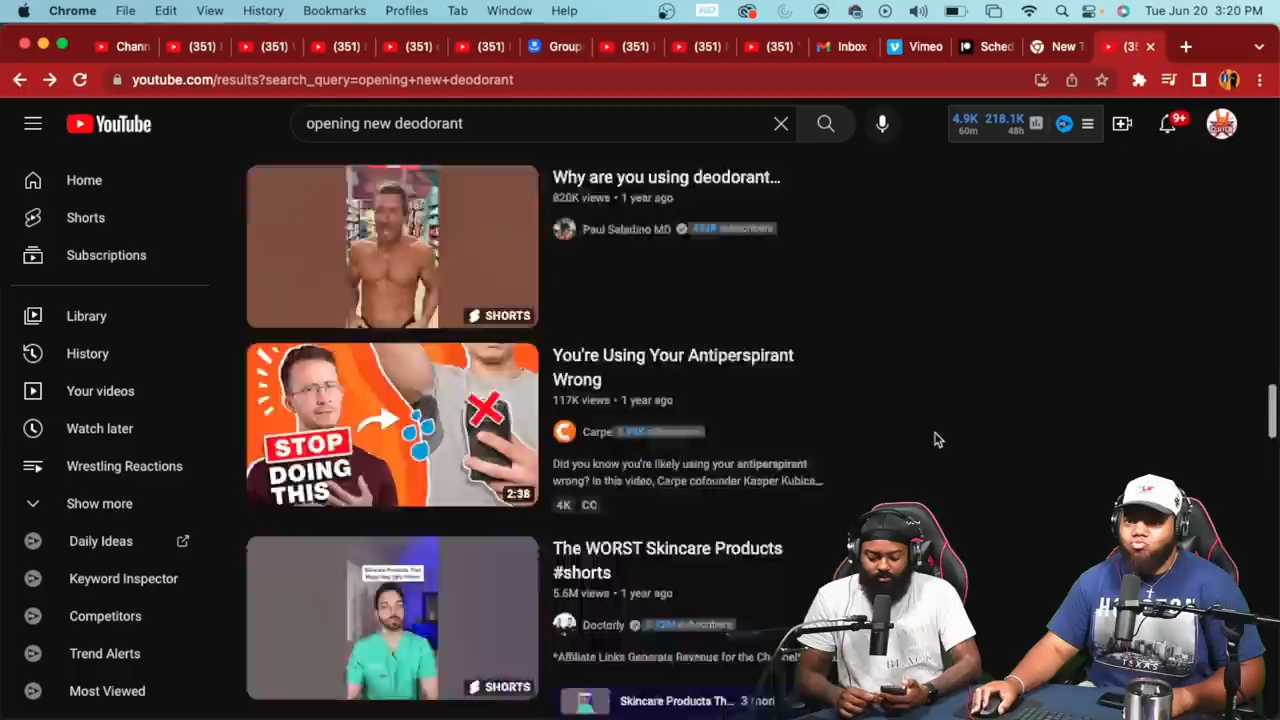 Chrome File Edit View History Bookmarks Profiles Tab Window Help Tue Jun 20 3:20 PM
Chann (351) (351) (351) (351) (351) Group (351) (351) (351) Inbox Vimeo Sched New T (35
youtube.com/results?search_query=opening+new+deodorant
YouTube
opening new deodorant
4.9K 218.1K
60m 48h
9+
Home
Shorts
Subscriptions
Library
History
Your videos
Watch later
Wrestling Reactions
Show more
Daily Ideas
Keyword Inspector
Competitors
Trend Alerts
Most Viewed
SHORTS
Why are you using deodorant...
820K views • 1 year ago
Paul Saladino MD
STOP
DOING
THIS
2:38
You're Using Your Antiperspirant
Wrong
117K views • 1 year ago
Carpe
Did you know you're likely using your antiperspirant
wrong? In this video, Carpe cofounder Kasper Kubica...
4K CC
SHORTS
The WORST Skincare Products
#shorts
5.6M views • 1 year ago
Doctorly
*Affiliate Links Generate Revenue for the Channel*
Skincare Products Th... 3 mor
BLACK
HOUSTON
TEXAS